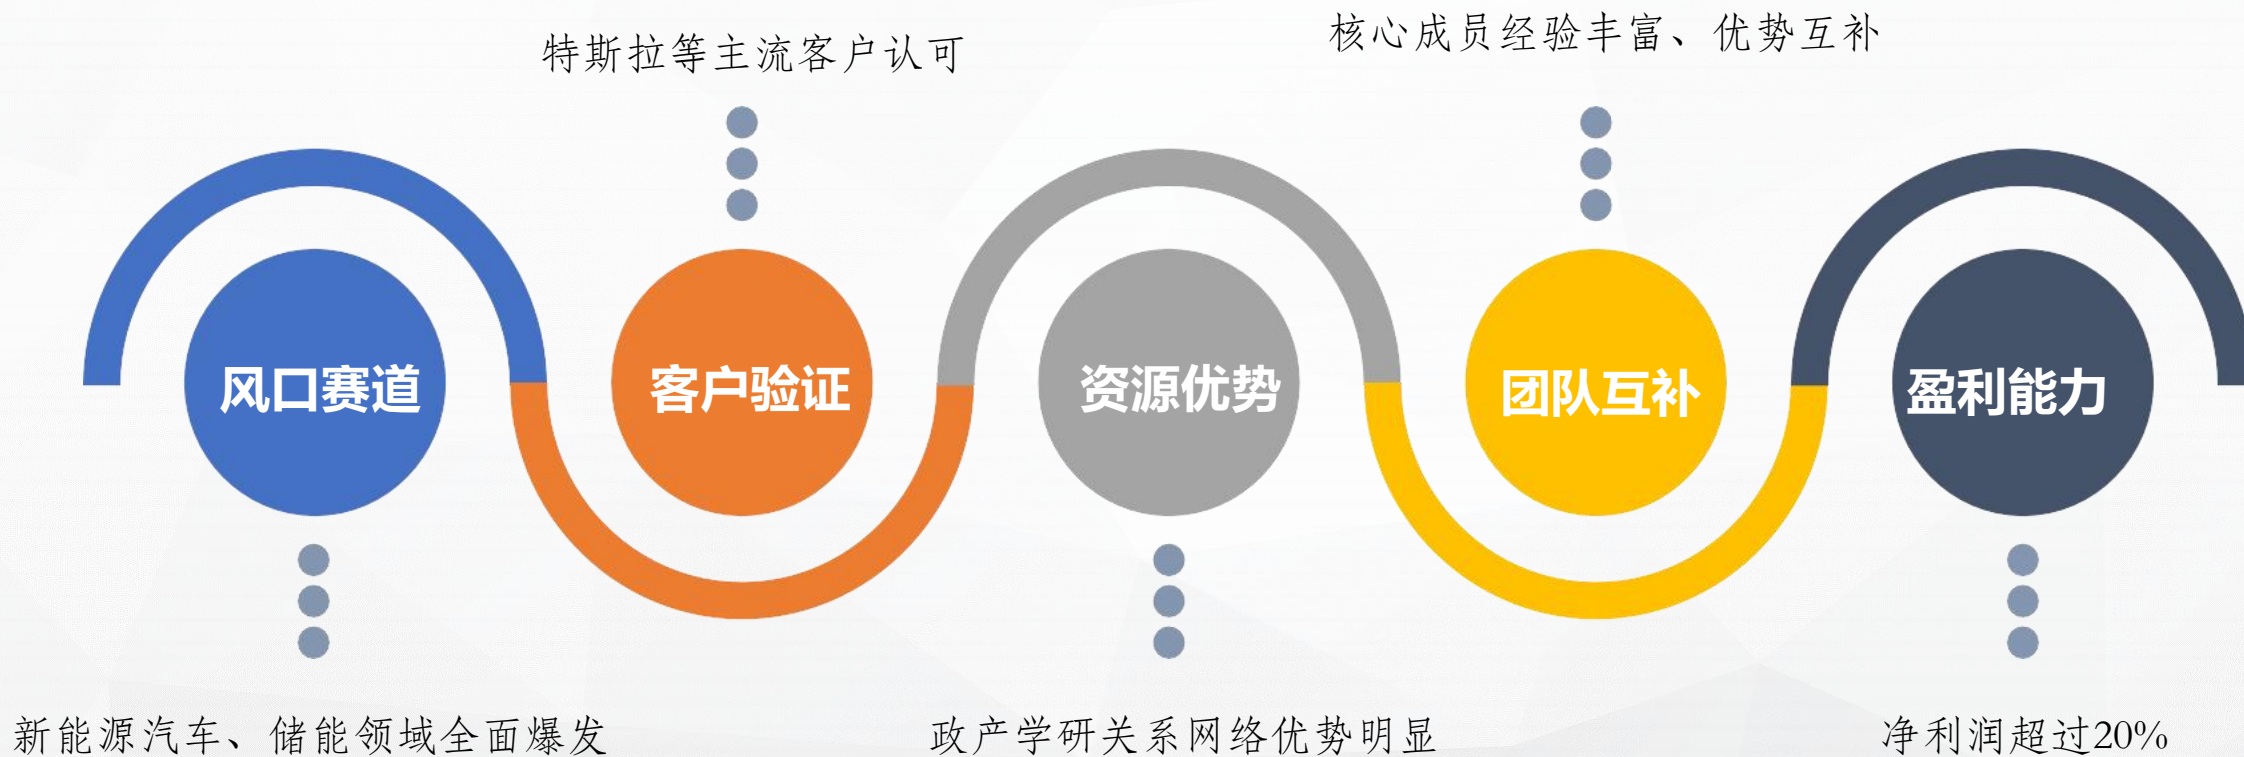 特斯拉等主流客户认可
核心成员经验丰富、优势互补
风口赛道
客户验证
资源优势
团队互补
盈利能力
新能源汽车、储能领域全面爆发
政产学研关系网络优势明显
净利润超过20%